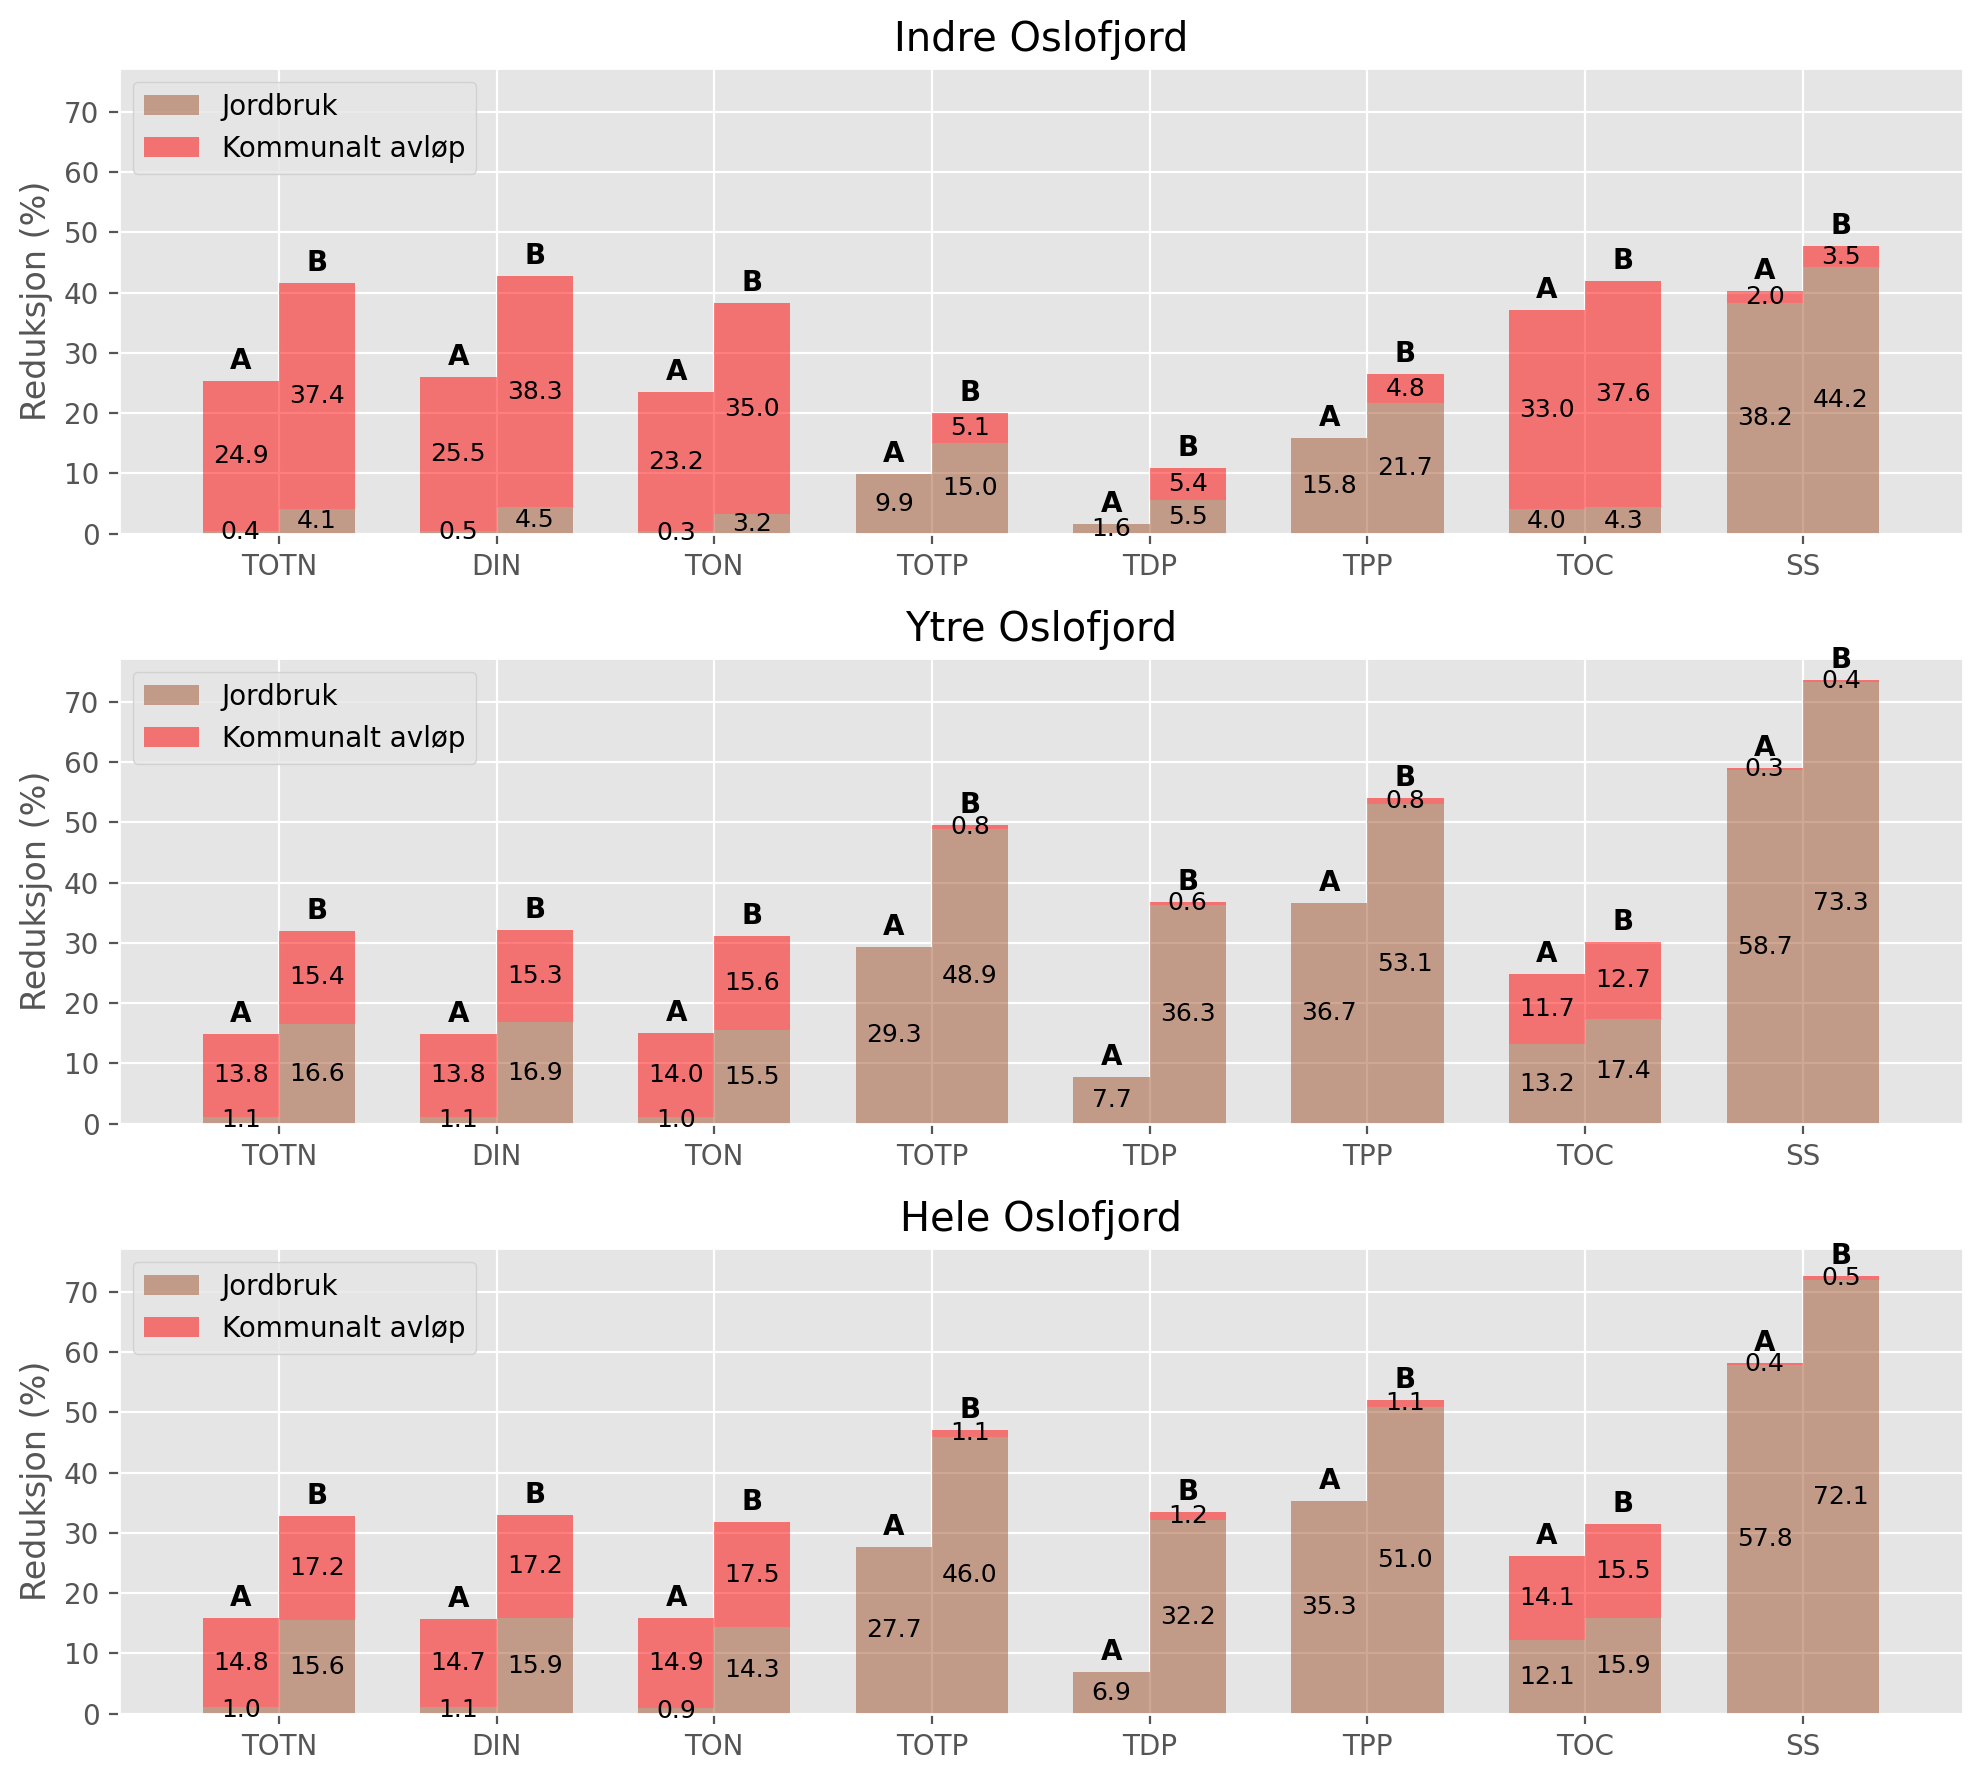 Indre Oslofjord
Jordbruk
Kommunalt avløp
Reduksjon (%)
70
60
50
40
30
20
10
0
A B A B A B A B A B A B A B A B
24.9 37.4 25.5 38.3 23.2 35.0 5.1 5.4 4.8 33.0 37.6 2.0 3.5
0.4 4.1 0.5 4.5 0.3 3.2 9.9 15.0 1.6 5.5 15.8 21.7 4.0 4.3 38.2 44.2
TOTN DIN TON TOTP TDP TPP TOC SS
Ytre Oslofjord
Jordbruk
Kommunalt avløp
Reduksjon (%)
70
60
50
40
30
20
10
0
A B A B A B A B A B A B A B A B
13.8 15.4 13.8 15.3 14.0 15.6 0.8 0.6 0.8 11.7 12.7 0.3 0.4
1.1 16.6 1.1 16.9 1.0 15.5 29.3 48.9 7.7 36.3 36.7 53.1 13.2 17.4 58.7 73.3
TOTN DIN TON TOTP TDP TPP TOC SS
Hele Oslofjord
Jordbruk
Kommunalt avløp
Reduksjon (%)
70
60
50
40
30
20
10
0
A B A B A B A B A B A B A B A B
14.8 17.2 14.7 17.2 14.9 17.5 1.1 1.2 1.1 14.1 15.5 0.4 0.5
1.0 15.6 1.1 15.9 0.9 14.3 27.7 46.0 6.9 32.2 35.3 51.0 12.1 15.9 57.8 72.1
TOTN DIN TON TOTP TDP TPP TOC SS